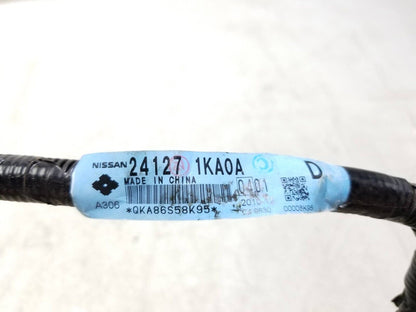 NISSAN 24127 1KA0A D
MADE IN CHINA 0401
A306
*QKA86S58K95*